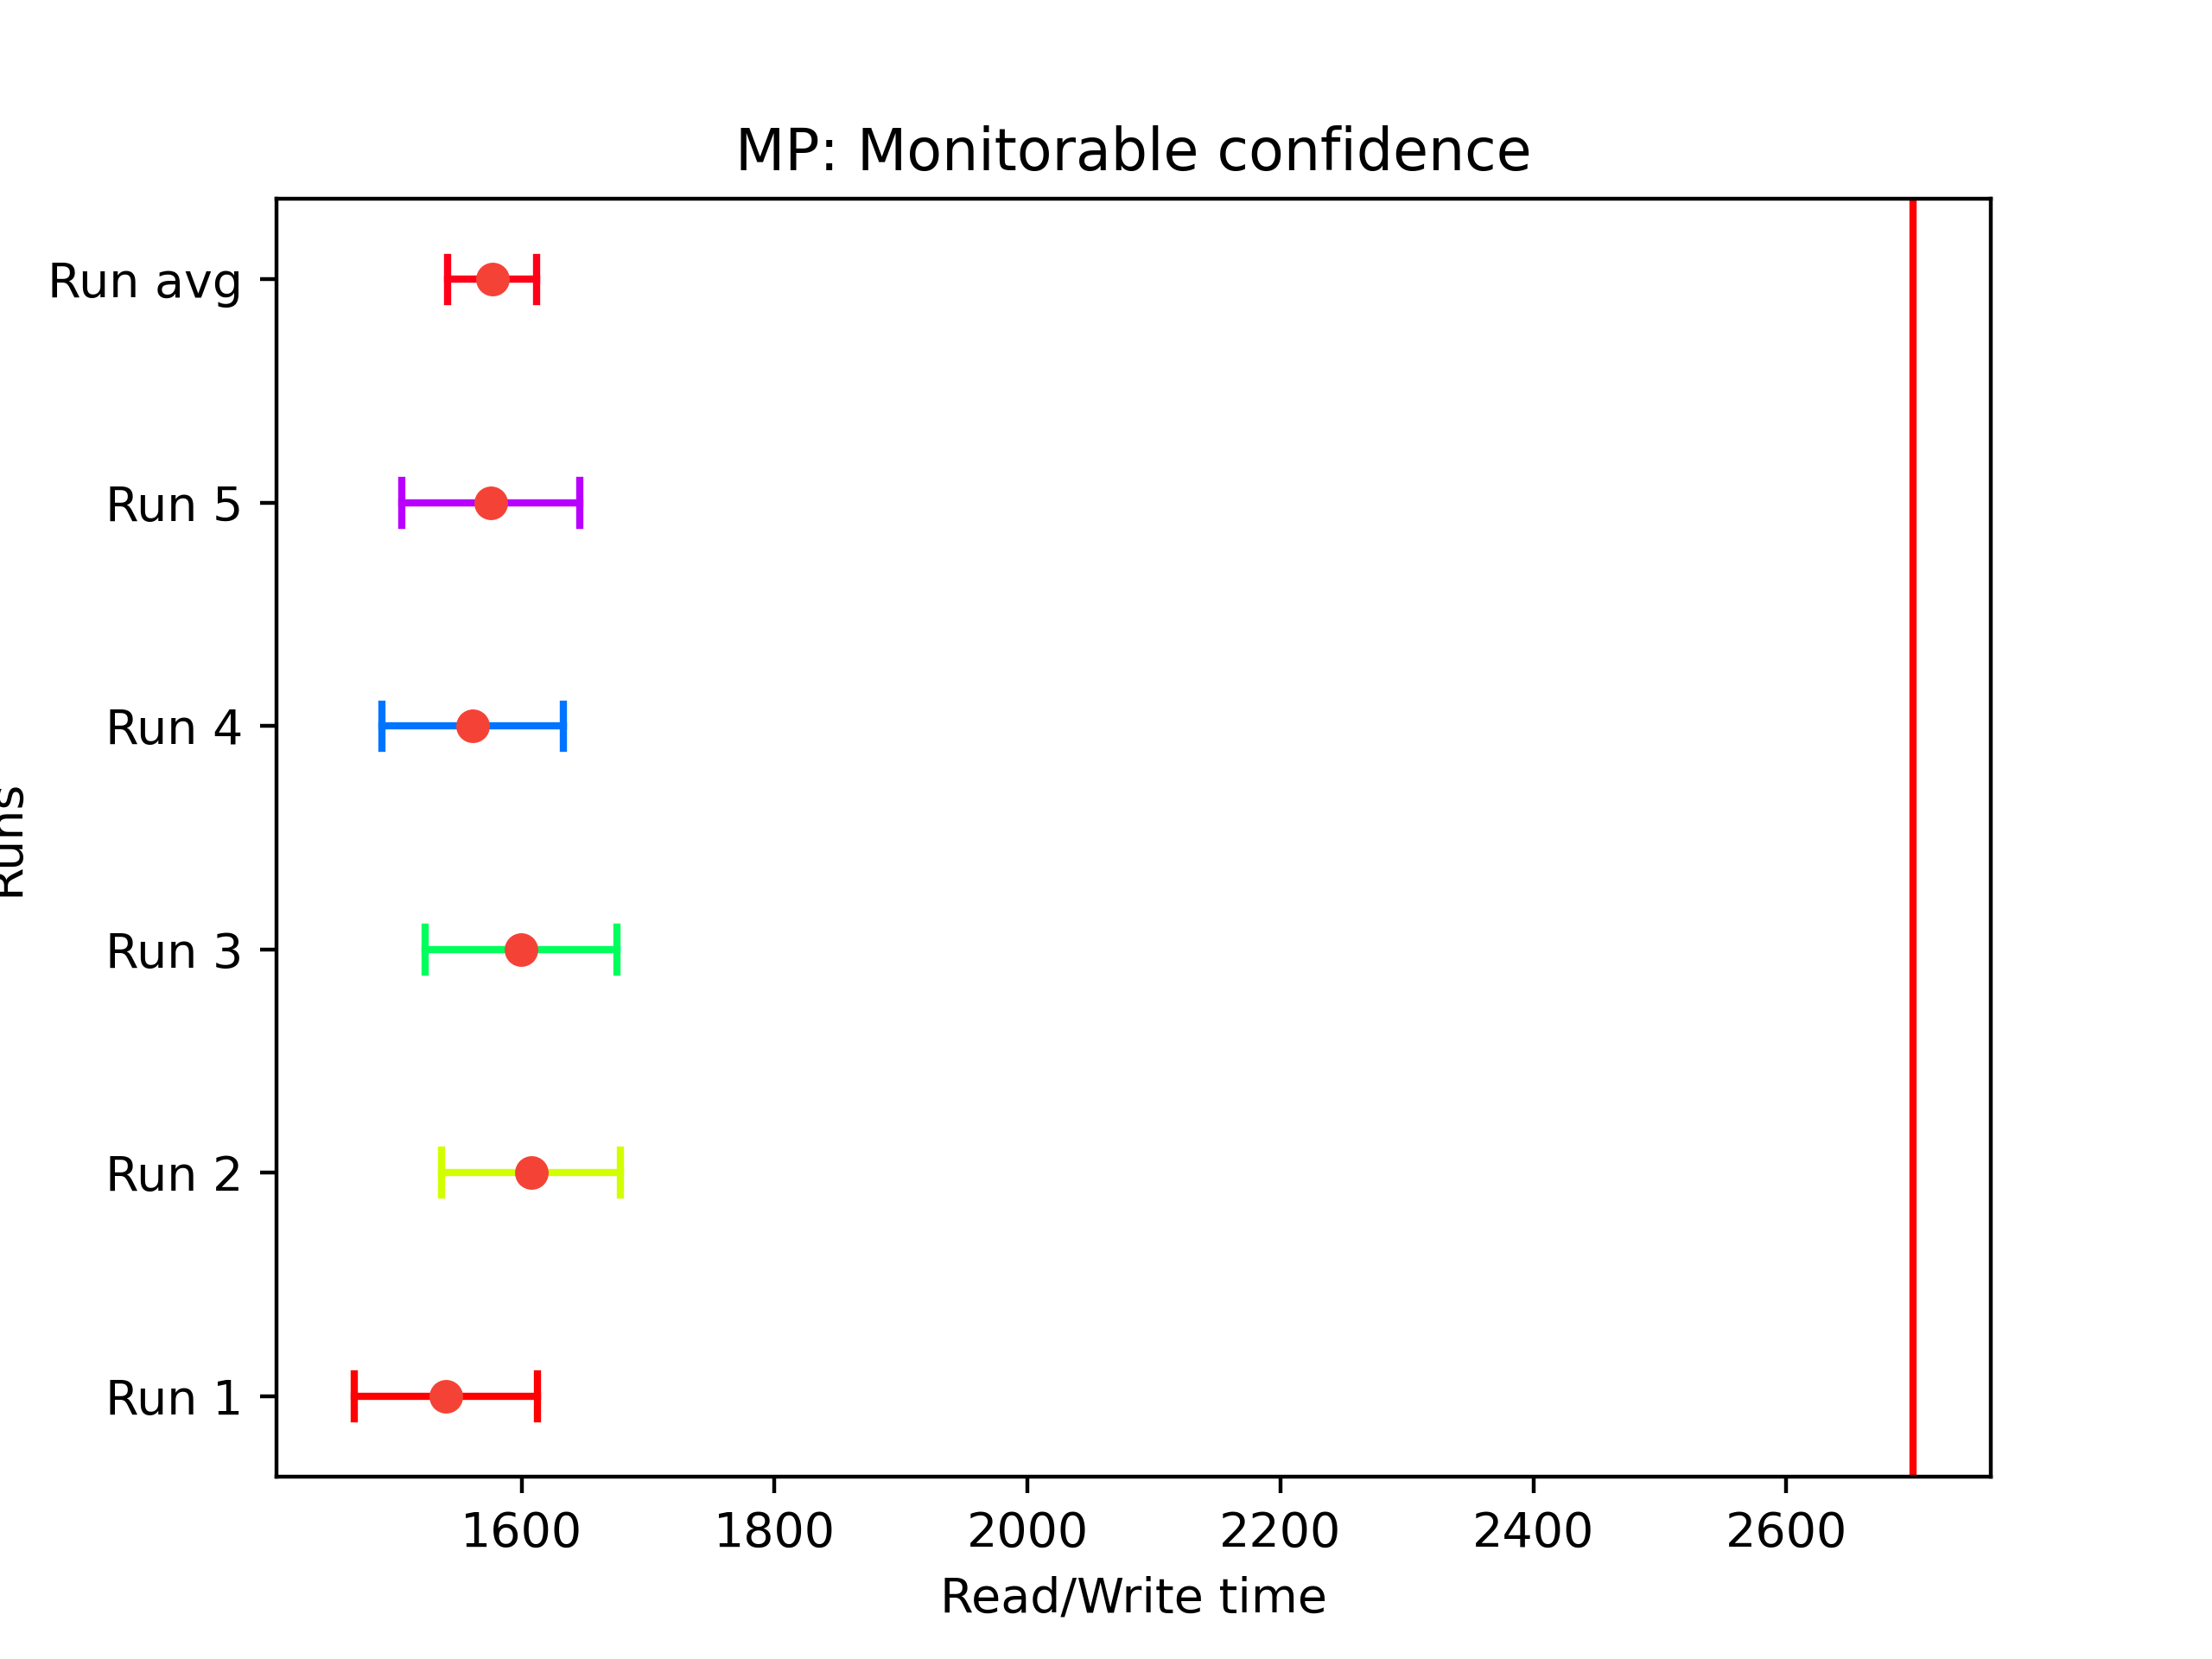 MP: Monitorable confidence
Run avg
Run 5
Run 4
Run 3
Run 2
Run 1
Runs
1600 1800 2000 2200 2400 2600
Read/Write time